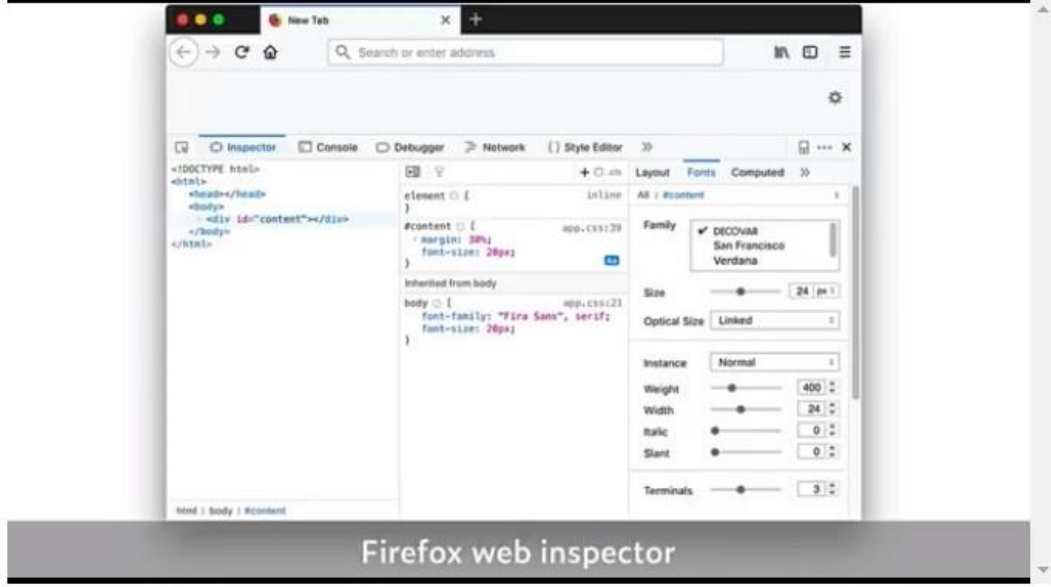 New Tab
Search or enter address
Inspector Console Debugger Network {} Style Editor
<!DOCTYPE html>
<html>
<head></head>
<body>
<div id="content"></div>
</body>
</html>
html | body | #content
element { inline
}
#content { app.css:39
margin: 30%;
font-size: 20px;
}
Inherited from body
body { app.css:21
font-family: "Fira Sans", serif;
font-size: 20px;
}
Layout Fonts Computed
All #content
Family
DECOVAR
San Francisco
Verdana
Size 24 px
Optical Size Linked
Instance Normal
Weight 400
Width 24
Italic 0
Slant 0
Terminals 3
Firefox web inspector